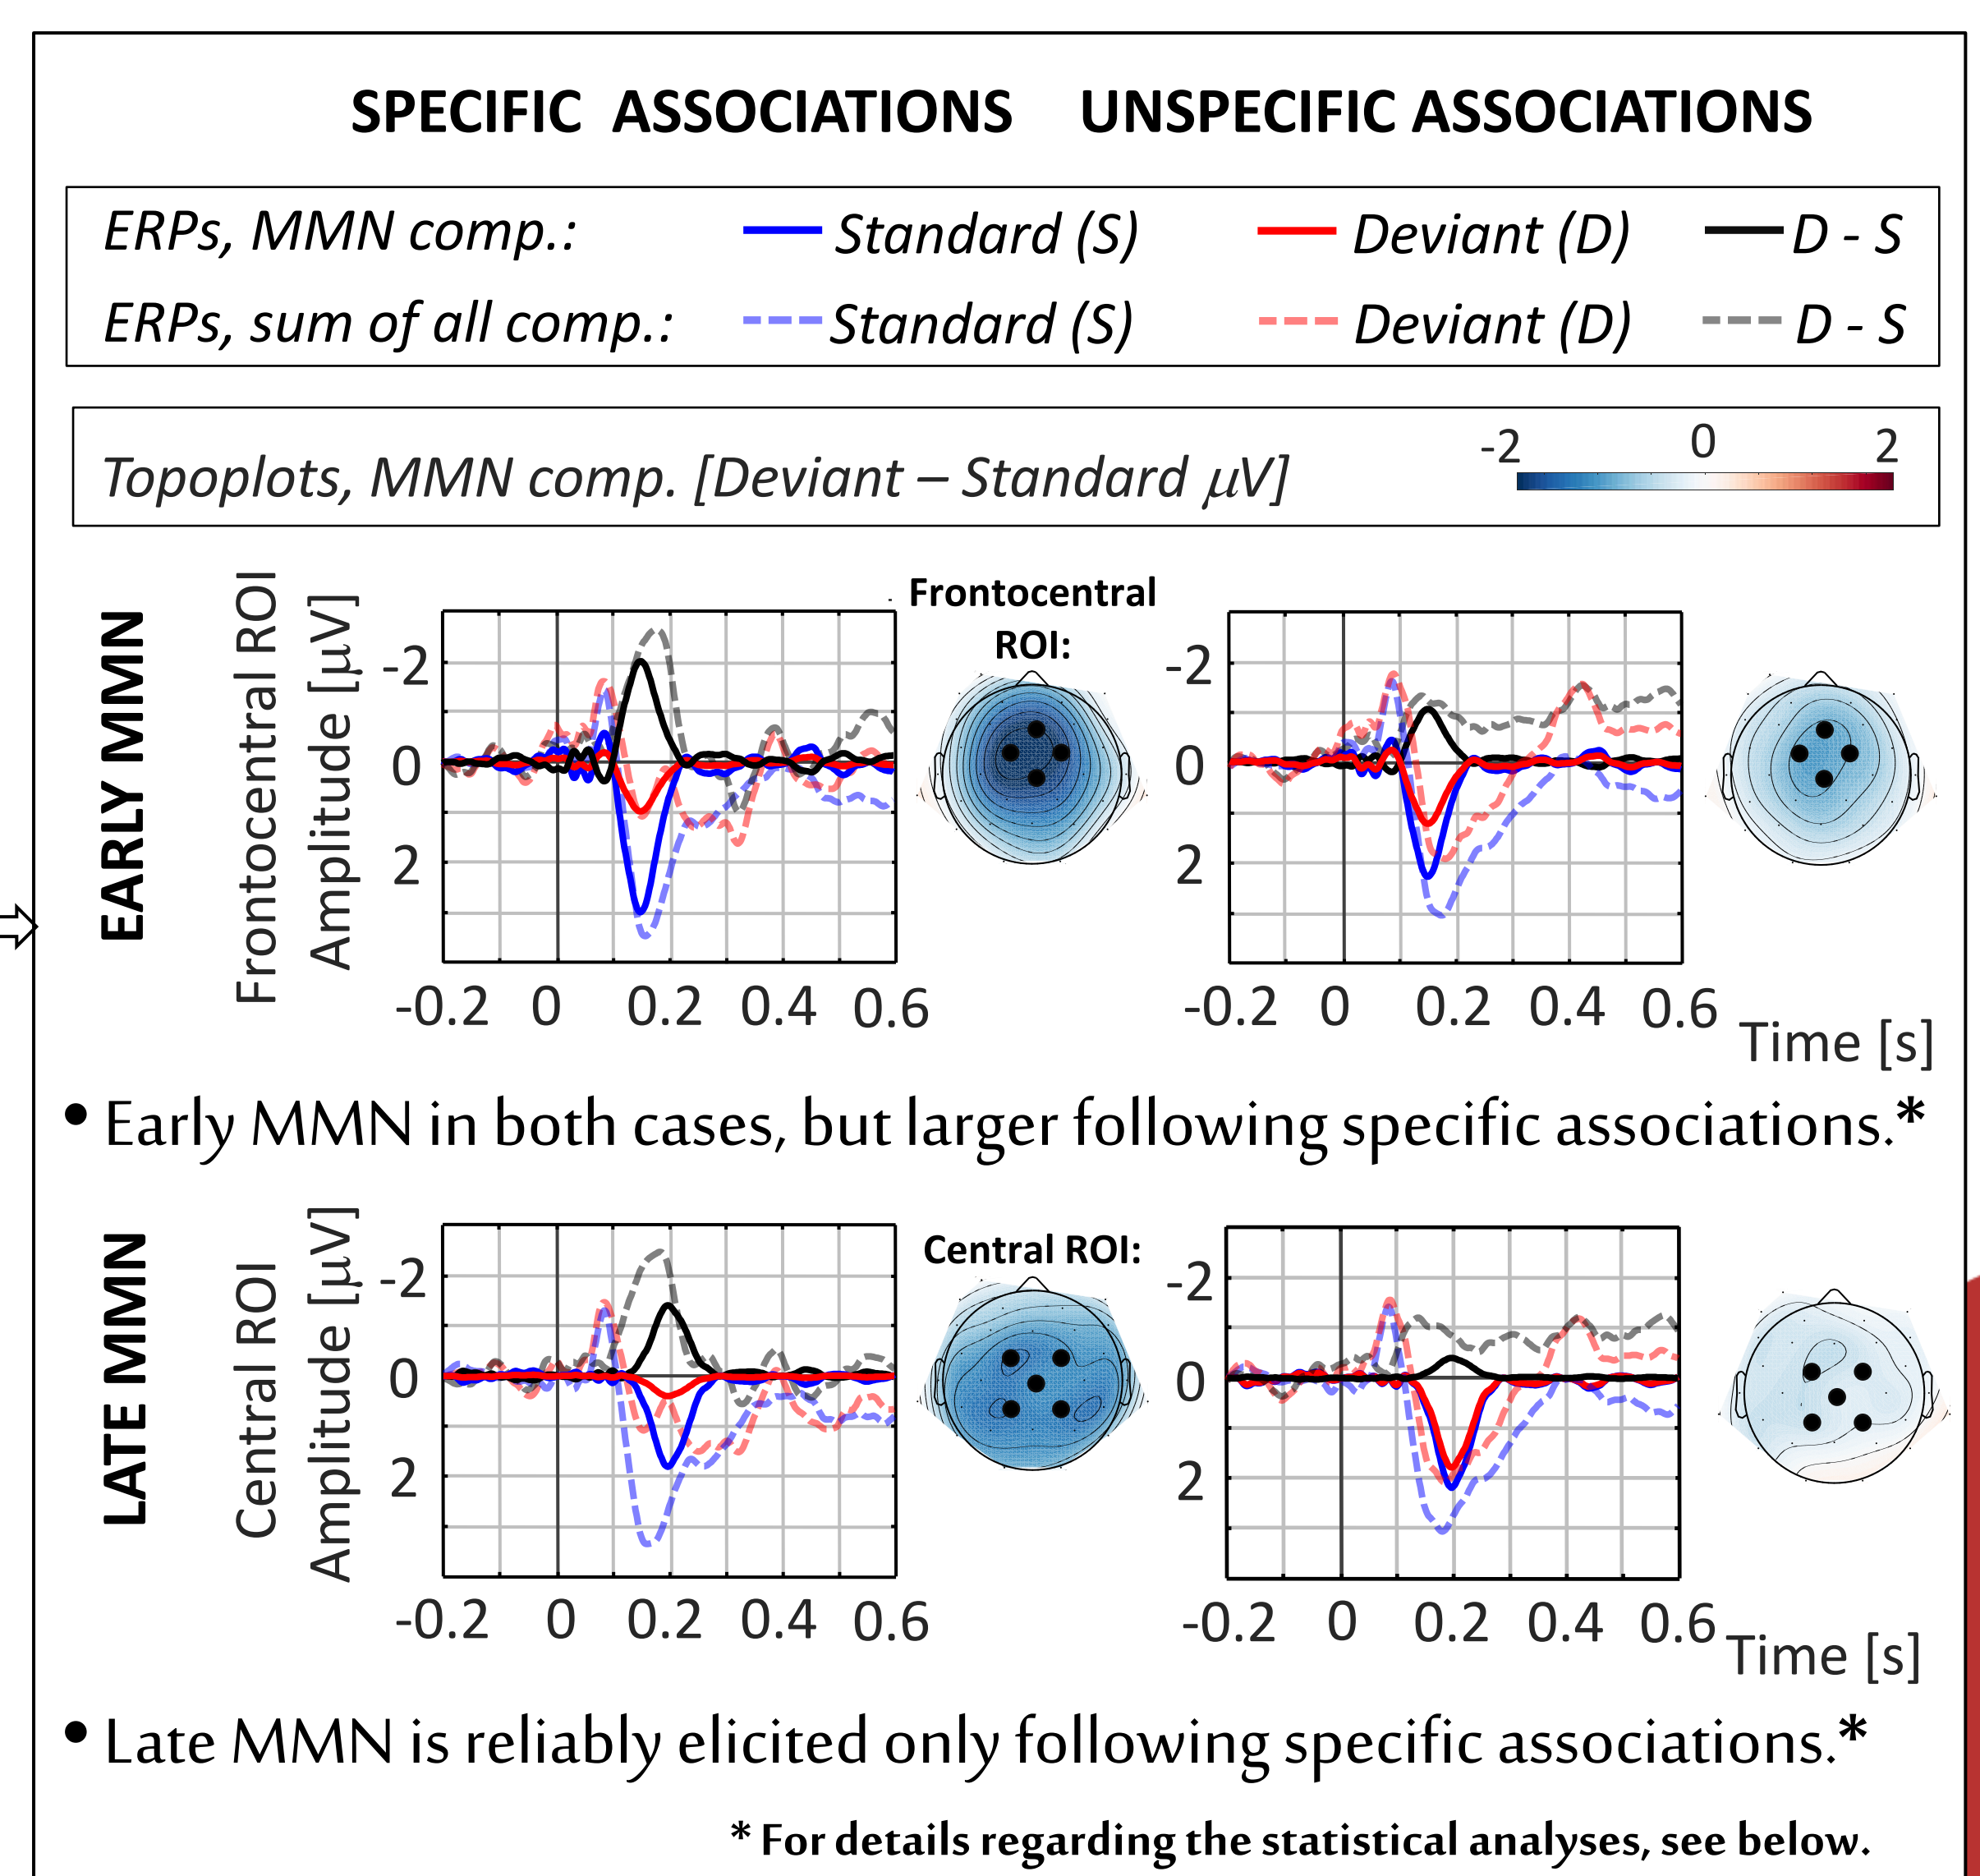 SPECIFIC ASSOCIATIONS UNSPECIFIC ASSOCIATIONS
ERPs, MMN comp.: Standard (S) Deviant (D) D - S
ERPs, sum of all comp.: Standard (S) Deviant (D) D - S
-2 0 2
Topoplots, MMN comp. [Deviant – Standard μV]
EARLY MMN
Frontocentral ROI
Amplitude [μV]
-2
0
2
-0.2 0 0.2 0.4 0.6
Frontocentral
ROI:
-2
0
2
-0.2 0 0.2 0.4 0.6
Time [s]
• Early MMN in both cases, but larger following specific associations.*
LATE MMN
Central ROI
Amplitude [μV]
-2
0
2
-0.2 0 0.2 0.4 0.6
Central ROI:
-2
0
2
-0.2 0 0.2 0.4 0.6
Time [s]
• Late MMN is reliably elicited only following specific associations.*
* For details regarding the statistical analyses, see below.